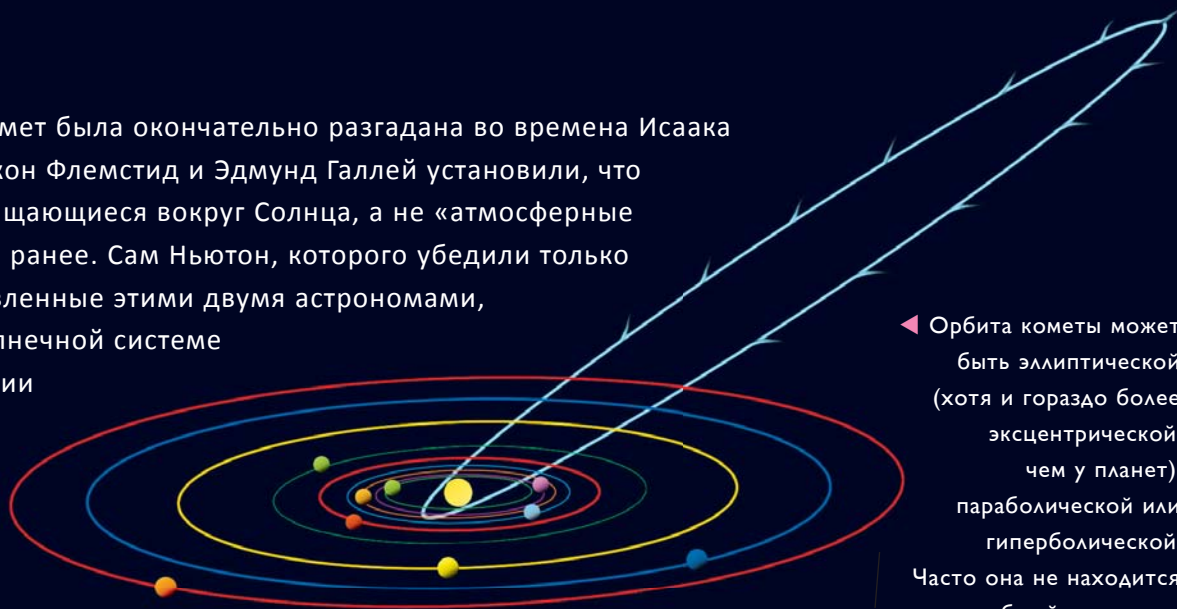 мет была окончательно разгадана во времена Исаака
кон Флемстид и Эдмунд Галлей установили, что
щающиеся вокруг Солнца, а не «атмосферные
ранее. Сам Ньютон, которого убедили только
вленные этими двумя астрономами,
лнечной системе
ии
Орбита кометы может
быть эллиптической
(хотя и гораздо более
эксцентрической
чем у планет)
параболической или
гиперболической
Часто она не находится